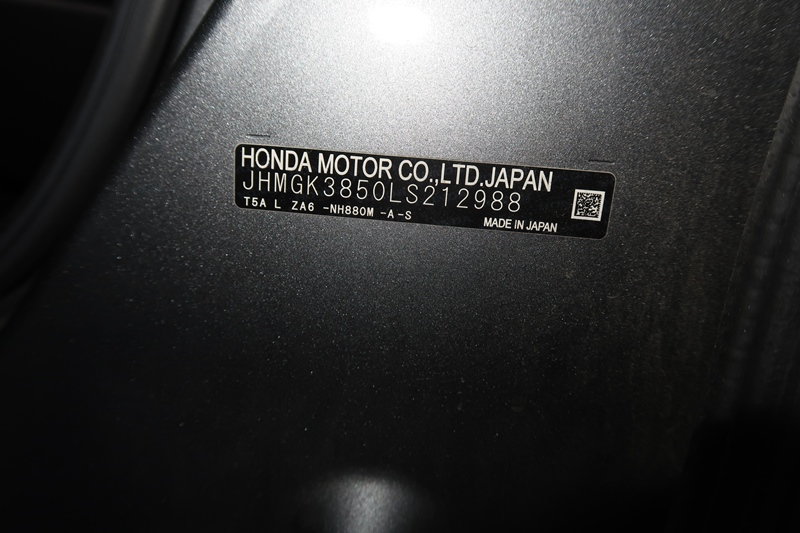 HONDA MOTOR CO.,LTD.JAPAN
JHMGK3850LS212988
T5A L ZA6 -NH880M -A-S
MADE IN JAPAN